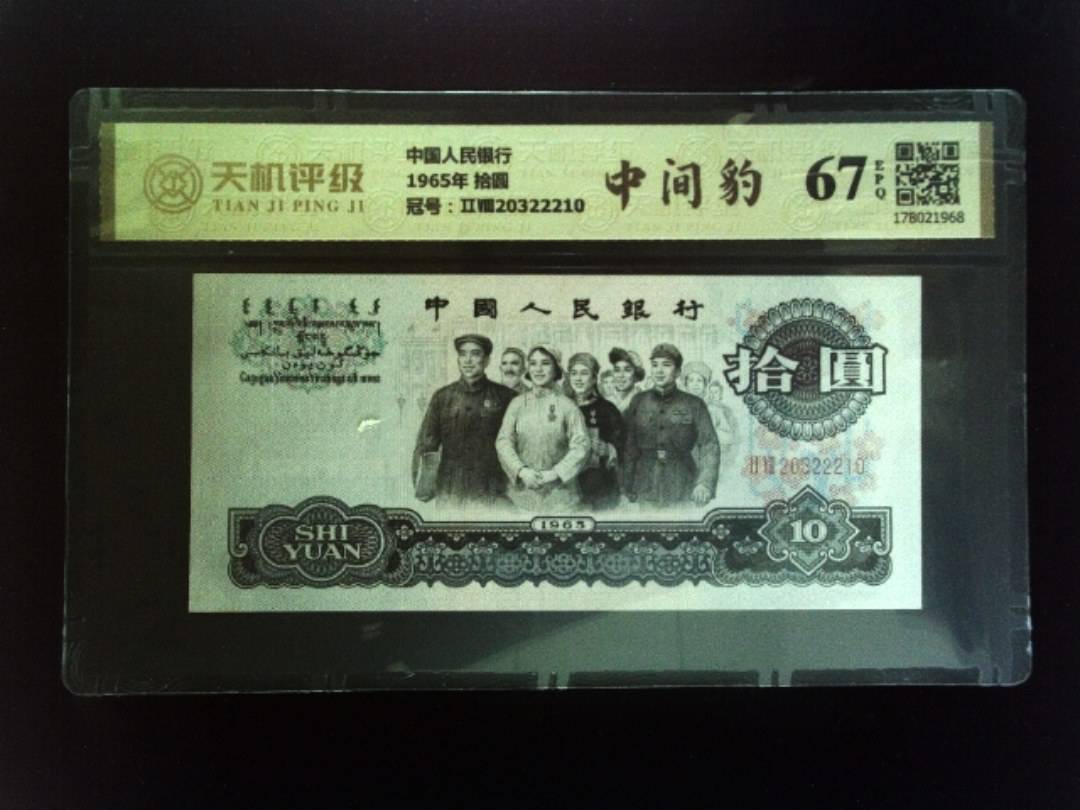 天机评级
TIAN JI PING JI
中国人民银行
1965年 拾圆
冠号：IIVIII20322210
中间豹
67
EPQ
178021968
中國人民銀行
拾圓
20322210
1965
SHI
YUAN
10